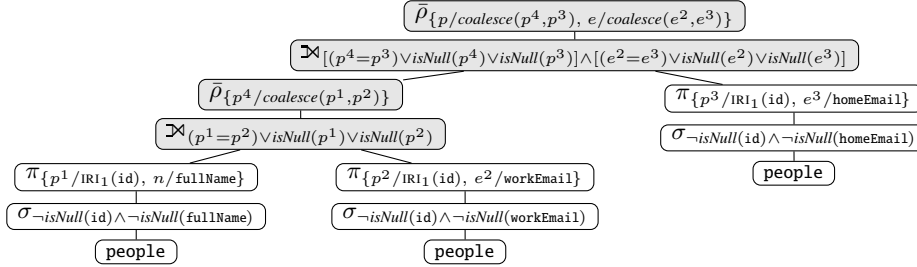 ρ̄{p/coalesce(p⁴,p³), e/coalesce(e²,e³)}
⟕[(p⁴=p³)∨isNull(p⁴)∨isNull(p³)]∧[(e²=e³)∨isNull(e²)∨isNull(e³)]
ρ̄{p⁴/coalesce(p¹,p²)}
π{p³/IRI₁(id), e³/homeEmail}
⟕(p¹=p²)∨isNull(p¹)∨isNull(p²)
σ¬isNull(id)∧¬isNull(homeEmail)
π{p¹/IRI₁(id), n/fullName}
π{p²/IRI₁(id), e²/workEmail}
people
σ¬isNull(id)∧¬isNull(fullName)
σ¬isNull(id)∧¬isNull(workEmail)
people
people